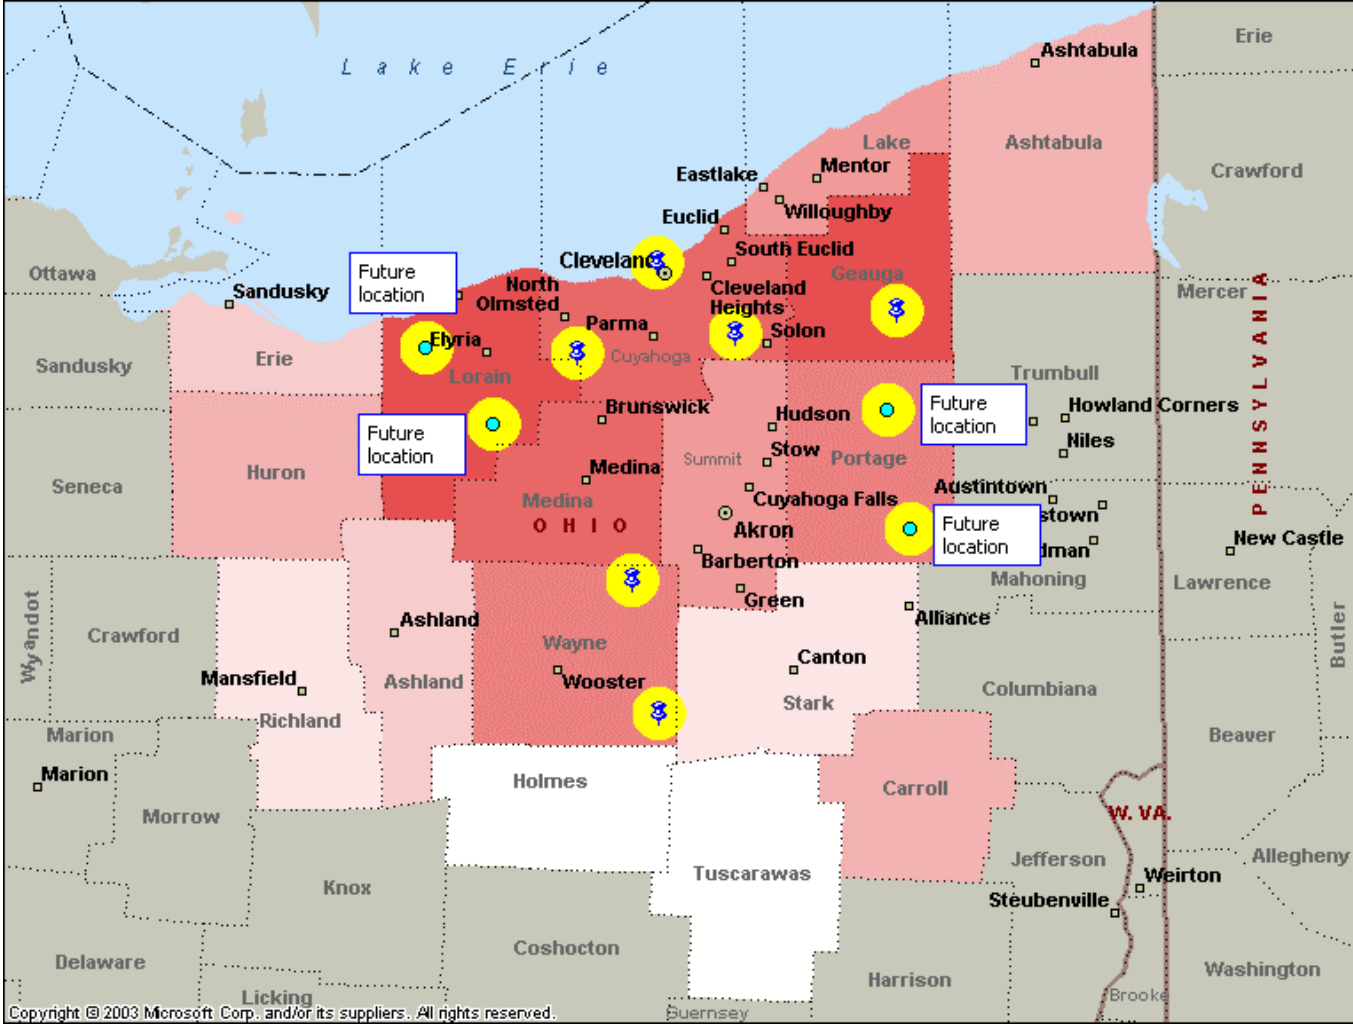 Erie
Ashtabula
Lake Erie
Lake
Ashtabula
Mentor
Crawford
Eastlake
Willoughby
Euclid
South Euclid
Cleveland
Geauga
Ottawa
Future
location
Sandusky
North
Olmsted
Cleveland
Heights
Mercer
PENNSYLVANIA
Parma
Solon
Elyria
Cuyahoga
Erie
Sandusky
Lorain
Trumbull
Brunswick
Hudson
Future
location
Howland Corners
Future
location
Niles
Stow
Summit
Portage
Huron
Medina
Seneca
Medina
Cuyahoga Falls
Austintown
OHIO
Akron
Future
location
stown
dman
New Castle
Barberton
Mahoning
Lawrence
Green
Ashland
Alliance
Wyandot
Crawford
Wayne
Butler
Canton
Mansfield
Wooster
Ashland
Columbiana
Stark
Richland
Marion
Beaver
Marion
Holmes
Carroll
Morrow
W. VA.
Jefferson
Allegheny
Tuscarawas
Weirton
Knox
Steubenville
Coshocton
Delaware
Washington
Harrison
Licking
Brooke
Guernsey
Copyright © 2003 Microsoft Corp. and/or its suppliers. All rights reserved.